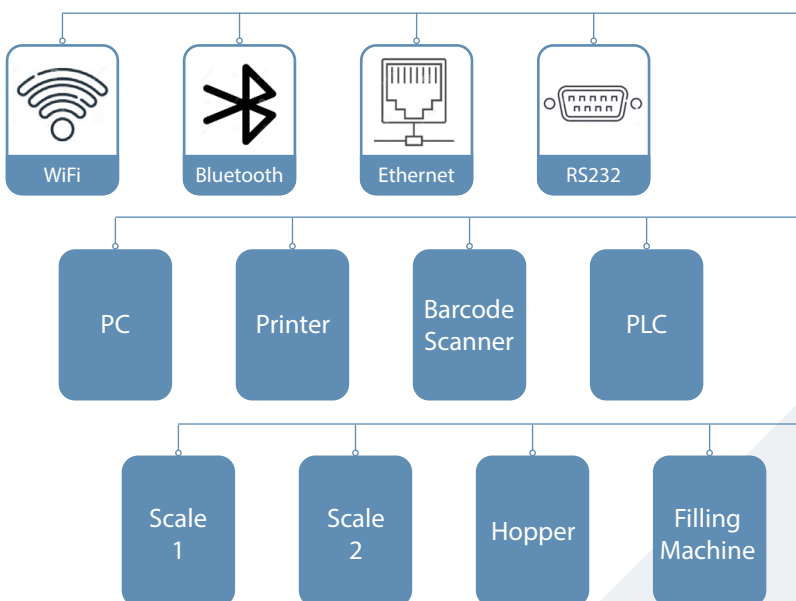 WiFi
Bluetooth
Ethernet
RS232
PC
Printer
Barcode
Scanner
PLC
Scale
1
Scale
2
Hopper
Filling
Machine